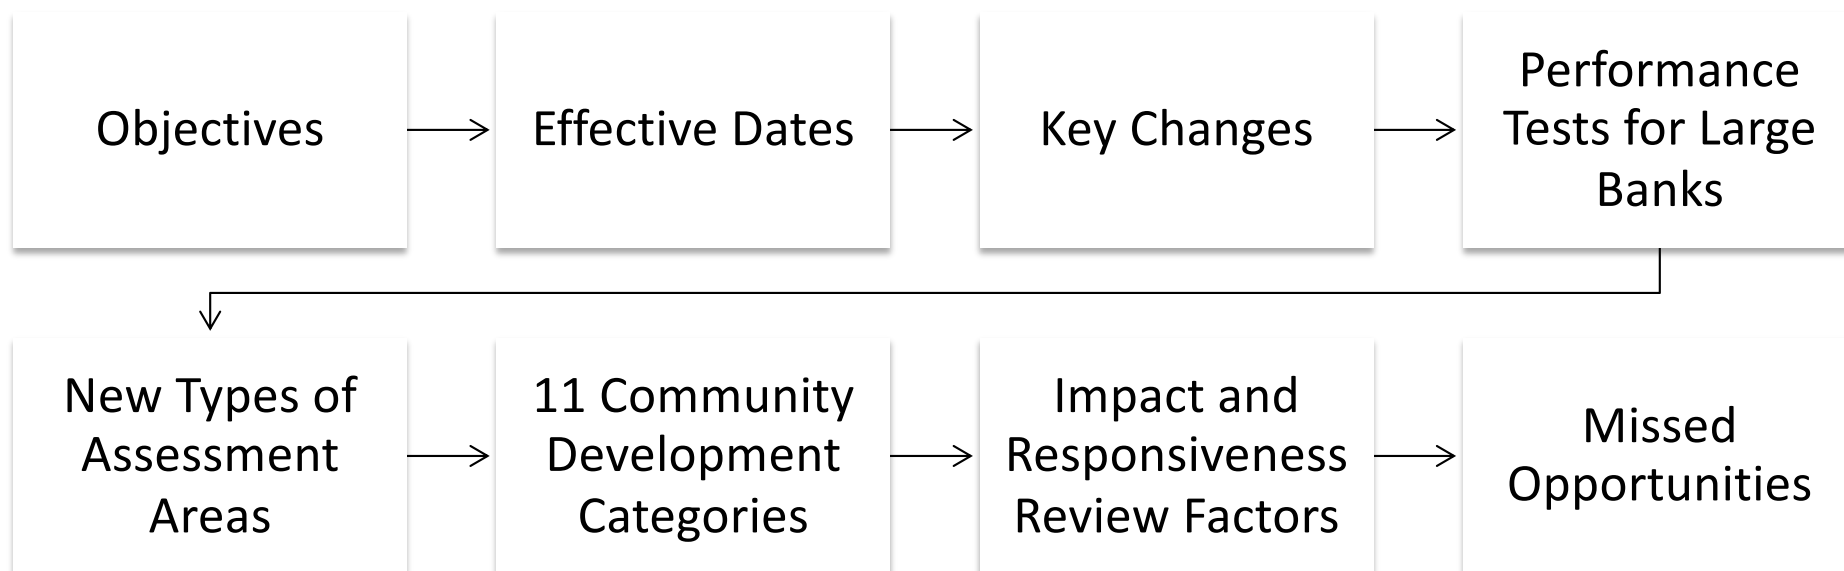 Objectives
Effective Dates
Key Changes
Performance
Tests for Large
Banks
New Types of
Assessment
Areas
11 Community
Development
Categories
Impact and
Responsiveness
Review Factors
Missed
Opportunities